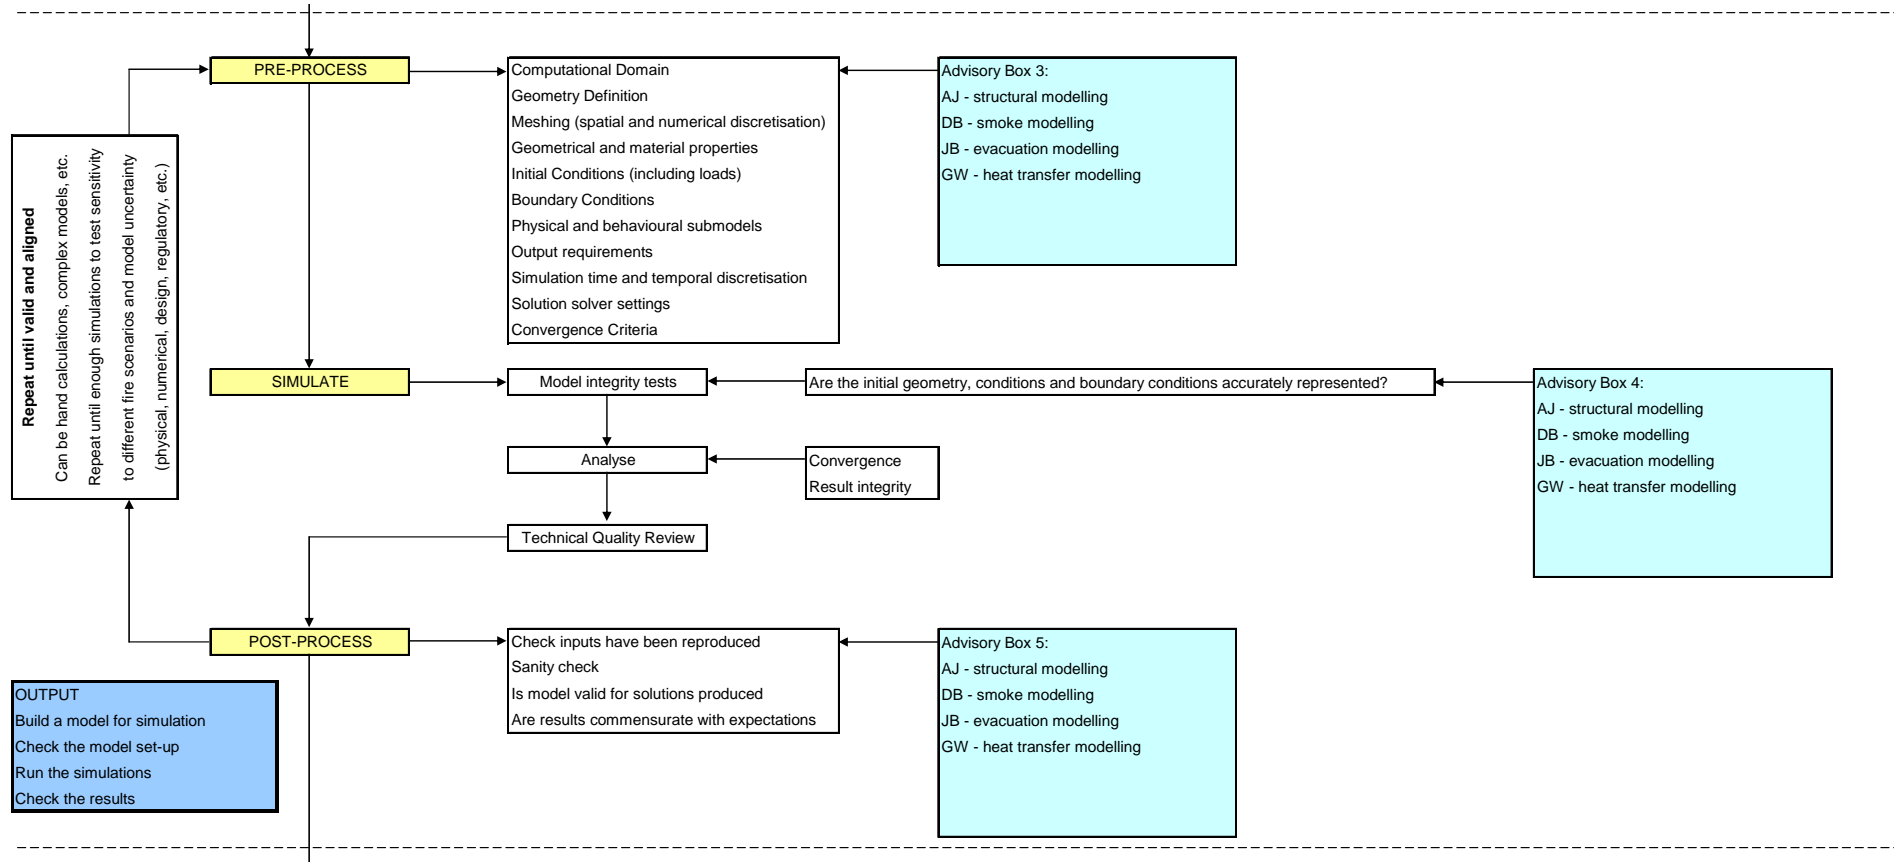 PRE-PROCESS
Computational Domain
Geometry Definition
Meshing (spatial and numerical discretisation)
Geometrical and material properties
Initial Conditions (including loads)
Boundary Conditions
Physical and behavioural submodels
Output requirements
Simulation time and temporal discretisation
Solution solver settings
Convergence Criteria
Advisory Box 3:
AJ - structural modelling
DB - smoke modelling
JB - evacuation modelling
GW - heat transfer modelling
Repeat until valid and aligned
Can be hand calculations, complex models, etc.
Repeat until enough simulations to test sensitivity
to different fire scenarios and model uncertainty
(physical, numerical, design, regulatory, etc.)
SIMULATE
Model integrity tests
Are the initial geometry, conditions and boundary conditions accurately represented?
Advisory Box 4:
AJ - structural modelling
DB - smoke modelling
JB - evacuation modelling
GW - heat transfer modelling
Analyse
Convergence
Result integrity
Technical Quality Review
POST-PROCESS
Check inputs have been reproduced
Sanity check
Is model valid for solutions produced
Are results commensurate with expectations
Advisory Box 5:
AJ - structural modelling
DB - smoke modelling
JB - evacuation modelling
GW - heat transfer modelling
OUTPUT
Build a model for simulation
Check the model set-up
Run the simulations
Check the results